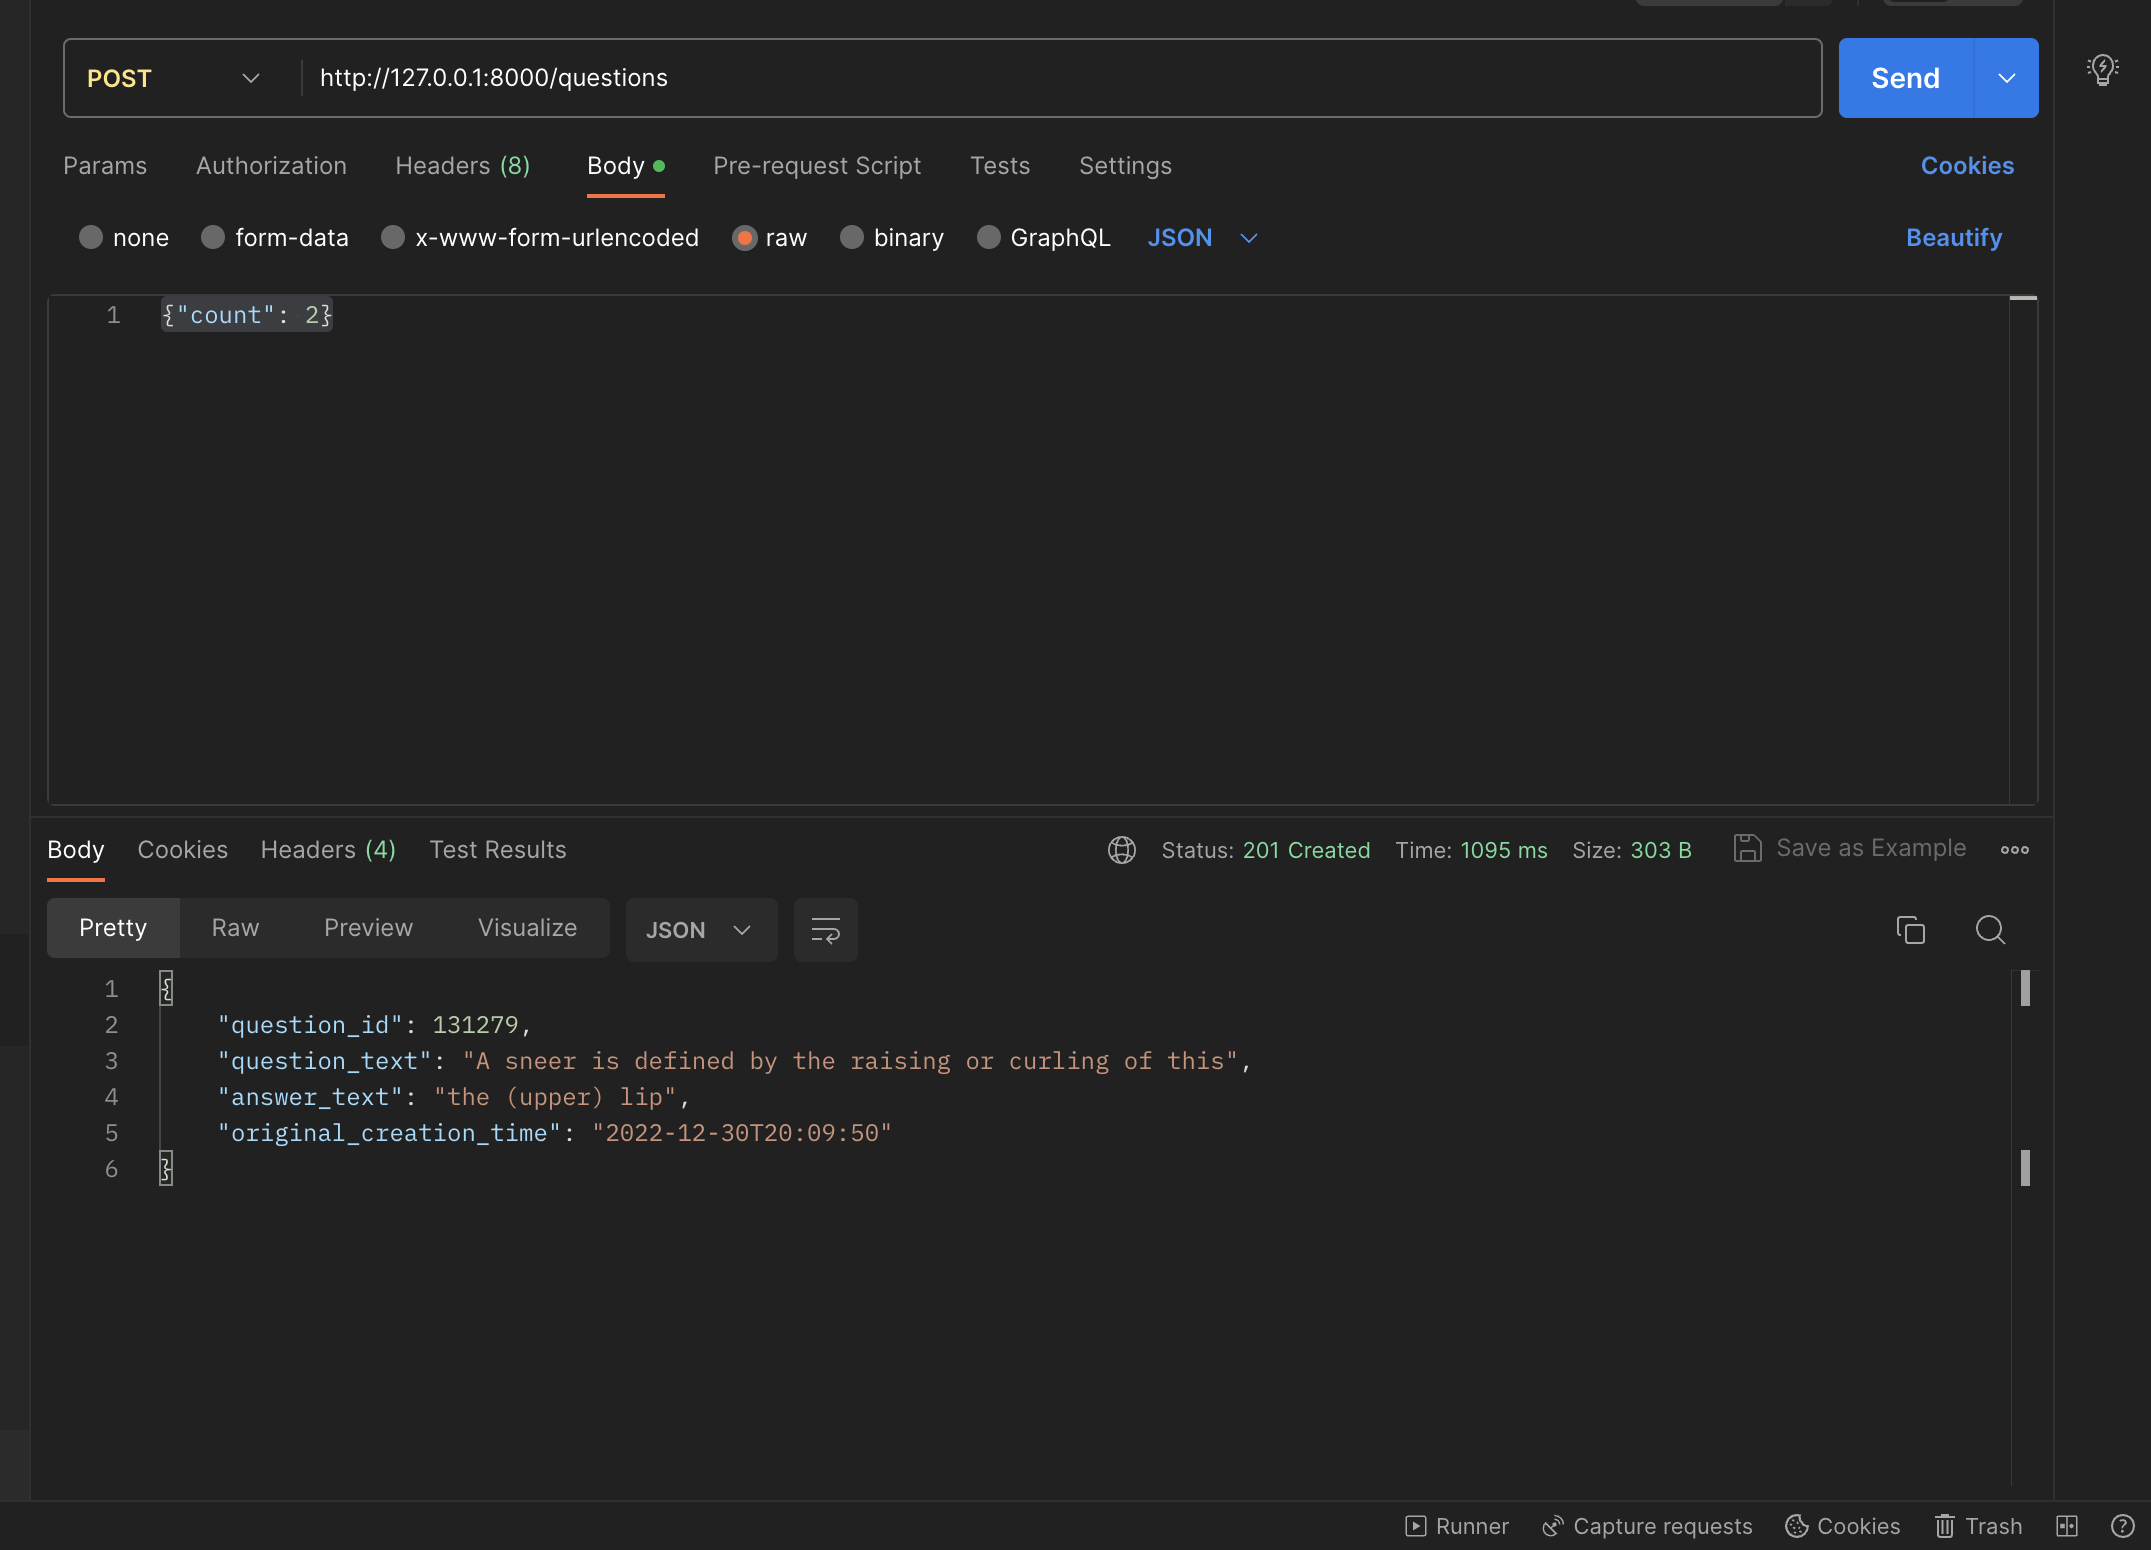 POST http://127.0.0.1:8000/questions Send
Params Authorization Headers (8) Body Pre-request Script Tests Settings Cookies
none form-data x-www-form-urlencoded raw binary GraphQL JSON Beautify
1 {"count": 2}
Body Cookies Headers (4) Test Results Status: 201 Created Time: 1095 ms Size: 303 B Save as Example
Pretty Raw Preview Visualize JSON
1 {
2 "question_id": 131279,
3 "question_text": "A sneer is defined by the raising or curling of this",
4 "answer_text": "the (upper) lip",
5 "original_creation_time": "2022-12-30T20:09:50"
6 }
Runner Capture requests Cookies Trash